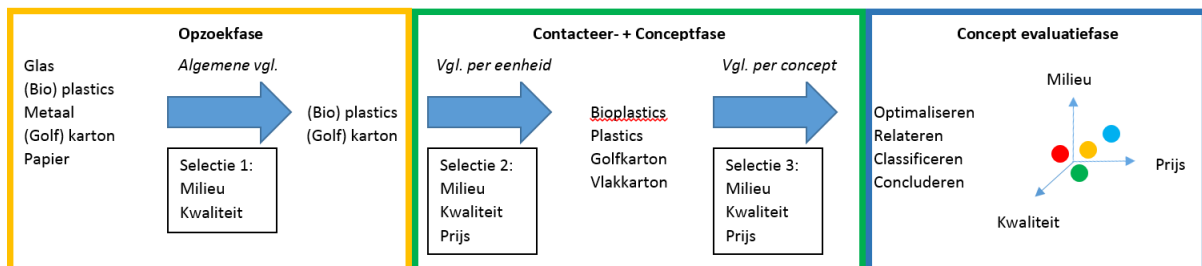 Opzoekfase
Glas
(Bio) plastics
Metaal
(Golf) karton
Papier
Algemene vgl.
Selectie 1:
Milieu
Kwaliteit
(Bio) plastics
(Golf) karton
Contacteer- + Conceptfase
Vgl. per eenheid
Selectie 2:
Milieu
Kwaliteit
Prijs
Bioplastics
Plastics
Golfkarton
Vlakkarton
Vgl. per concept
Selectie 3:
Milieu
Kwaliteit
Prijs
Concept evaluatiefase
Optimaliseren
Relateren
Classificeren
Concluderen
Milieu
Prijs
Kwaliteit